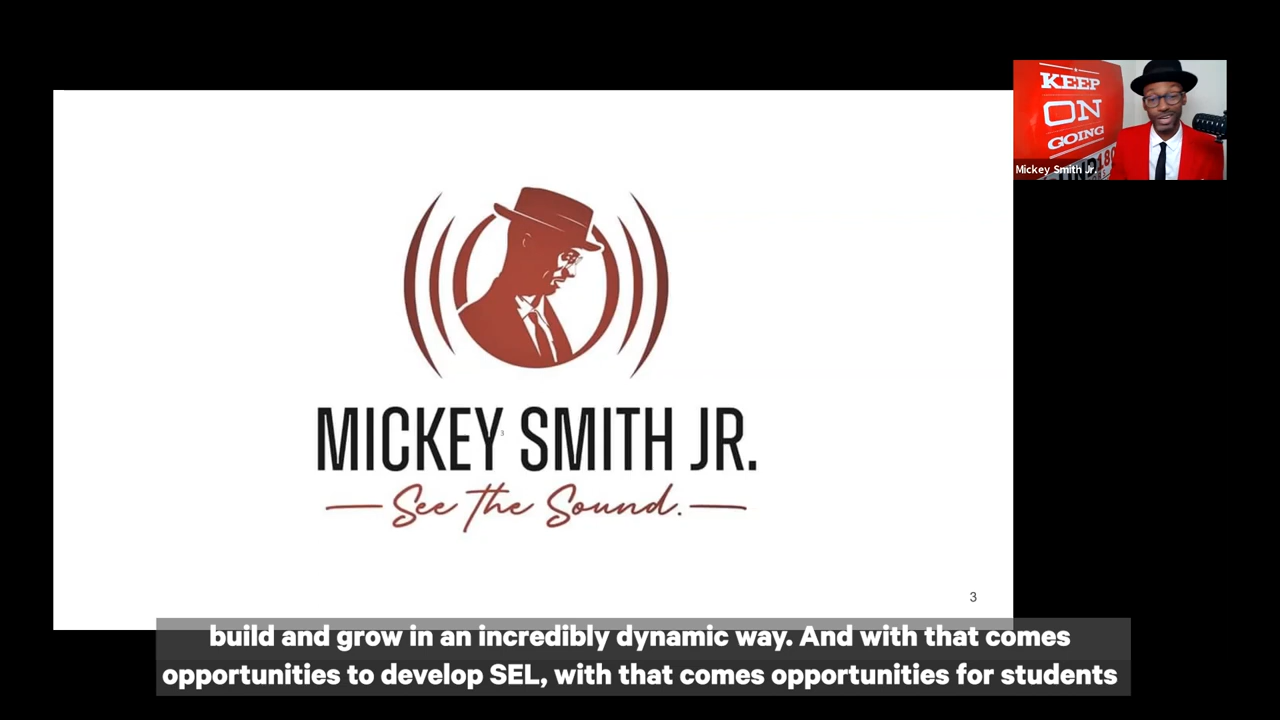 KEEP
ON
GOING
Mickey Smith Jr.
MICKEY SMITH JR.
See The Sound.
3
build and grow in an incredibly dynamic way. And with that comes
opportunities to develop SEL, with that comes opportunities for students